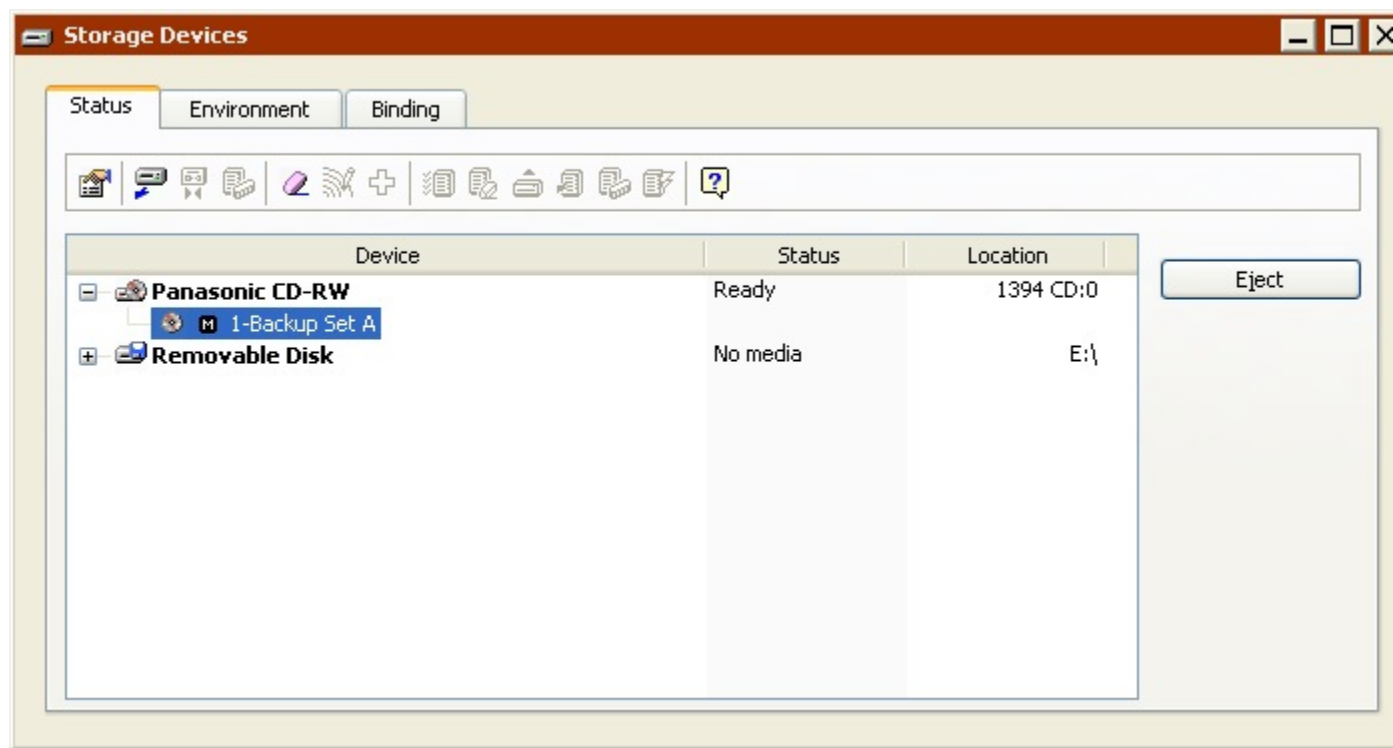 Storage Devices
Status Environment Binding
Device Status Location
Eject
Panasonic CD-RW Ready 1394 CD:0
M 1-Backup Set A
Removable Disk No media E:\